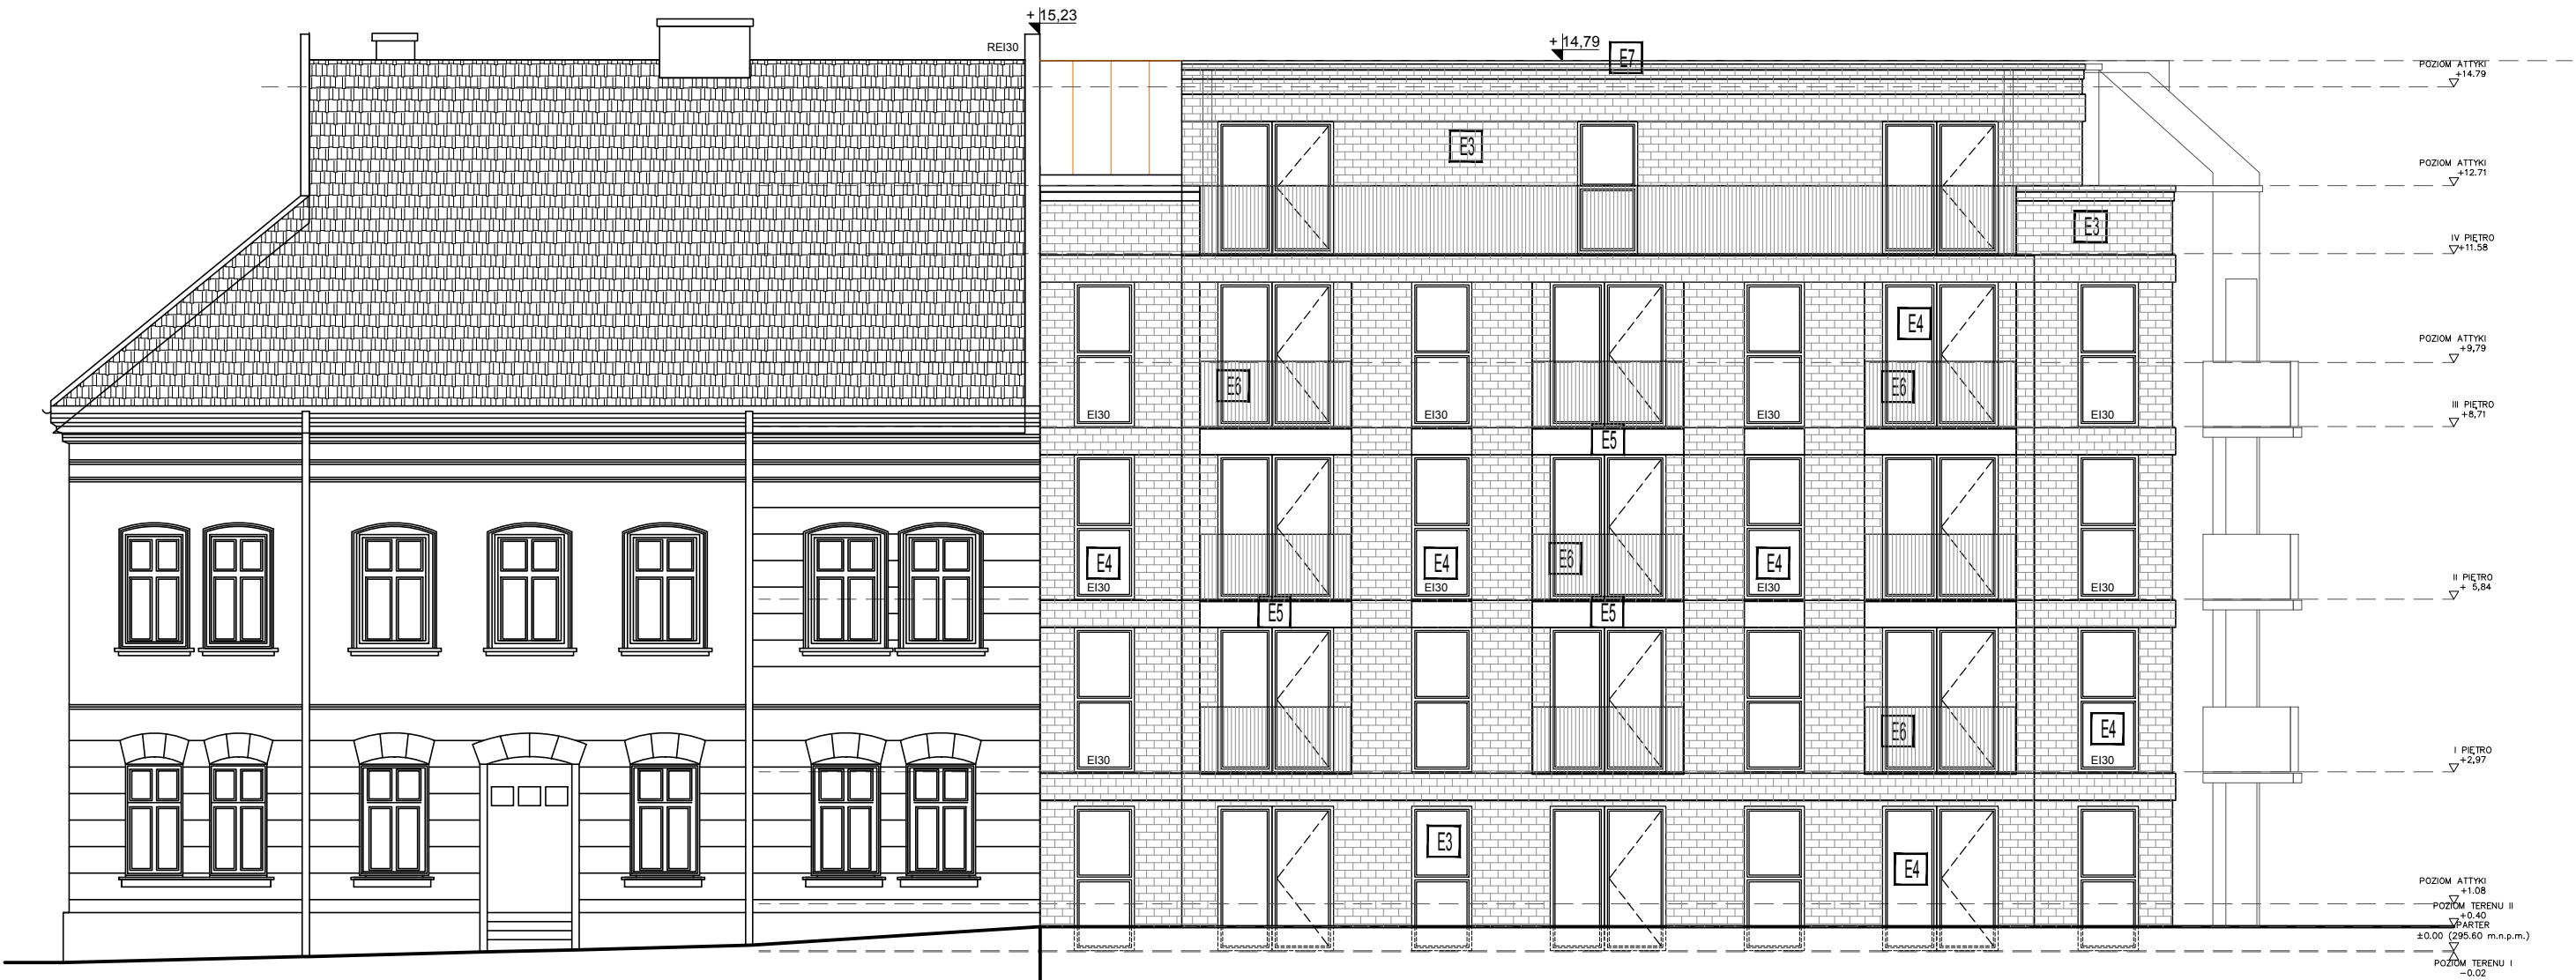 + 15,23
REI30
+ 14,79
E7
POZIOM ATTYKI
+14.79
E3
POZIOM ATTYKI
+12.71
E3
IV PIĘTRO
+11.58
E4
POZIOM ATTYKI
+9,79
E6
E6
EI30
EI30
EI30
EI30
III PIĘTRO
+8,71
E5
E4
E4
E6
E4
EI30
EI30
EI30
EI30
II PIĘTRO
+ 5,84
E5
E5
E6
E4
EI30
EI30
I PIĘTRO
+2,97
E3
E4
POZIOM ATTYKI
+1.08
POZIOM TERENU II
+0.40
PARTER
±0.00 (295.60 m.n.p.m.)
POZIOM TERENU I
-0.02